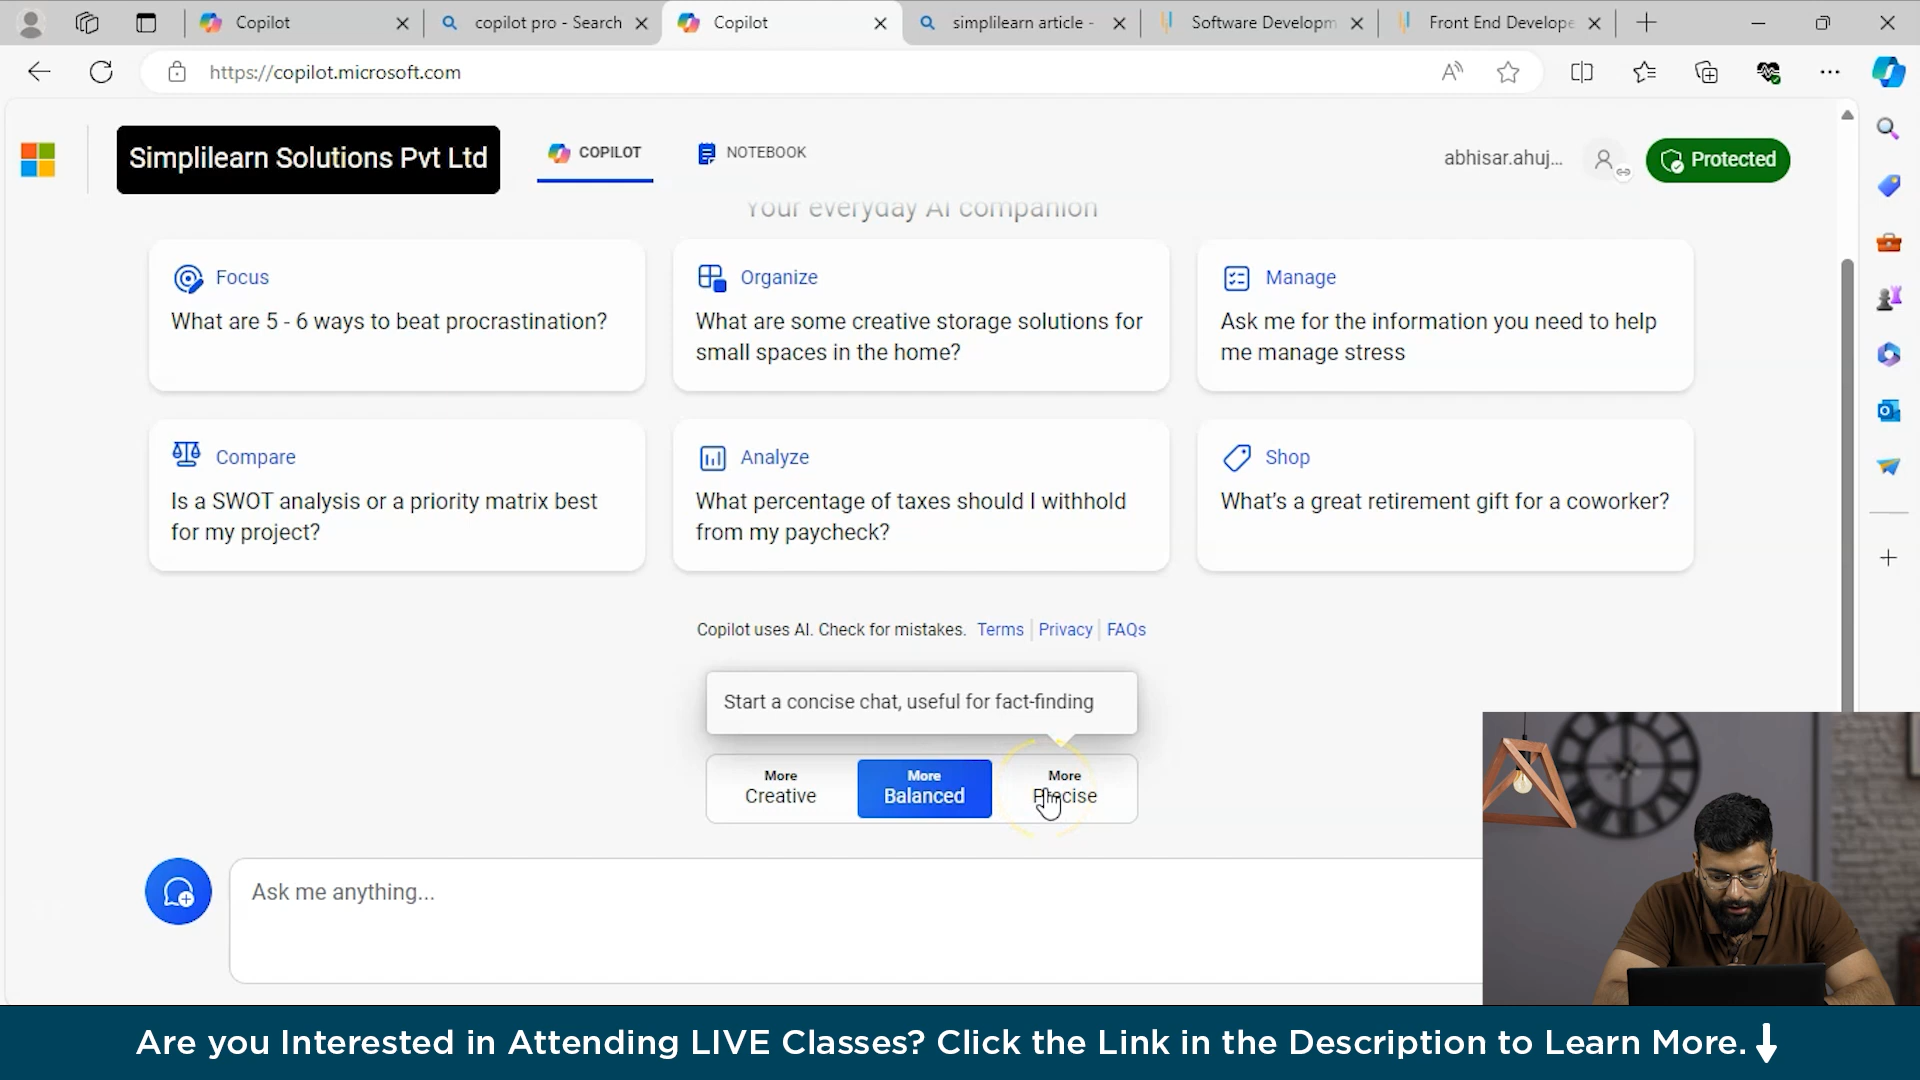 Copilot
copilot pro - Search
Copilot
simplilearn article -
Software Developm
Front End Develope
https://copilot.microsoft.com
Simplilearn Solutions Pvt Ltd
COPILOT
NOTEBOOK
abhisar.ahuj...
Protected
Your everyday AI companion
Focus
What are 5 - 6 ways to beat procrastination?
Organize
What are some creative storage solutions for
small spaces in the home?
Manage
Ask me for the information you need to help
me manage stress
Compare
Is a SWOT analysis or a priority matrix best
for my project?
Analyze
What percentage of taxes should I withhold
from my paycheck?
Shop
What's a great retirement gift for a coworker?
Copilot uses AI. Check for mistakes. Terms | Privacy | FAQs
Start a concise chat, useful for fact-finding
More
Creative
More
Balanced
More
Precise
Ask me anything...
Are you Interested in Attending LIVE Classes? Click the Link in the Description to Learn More.